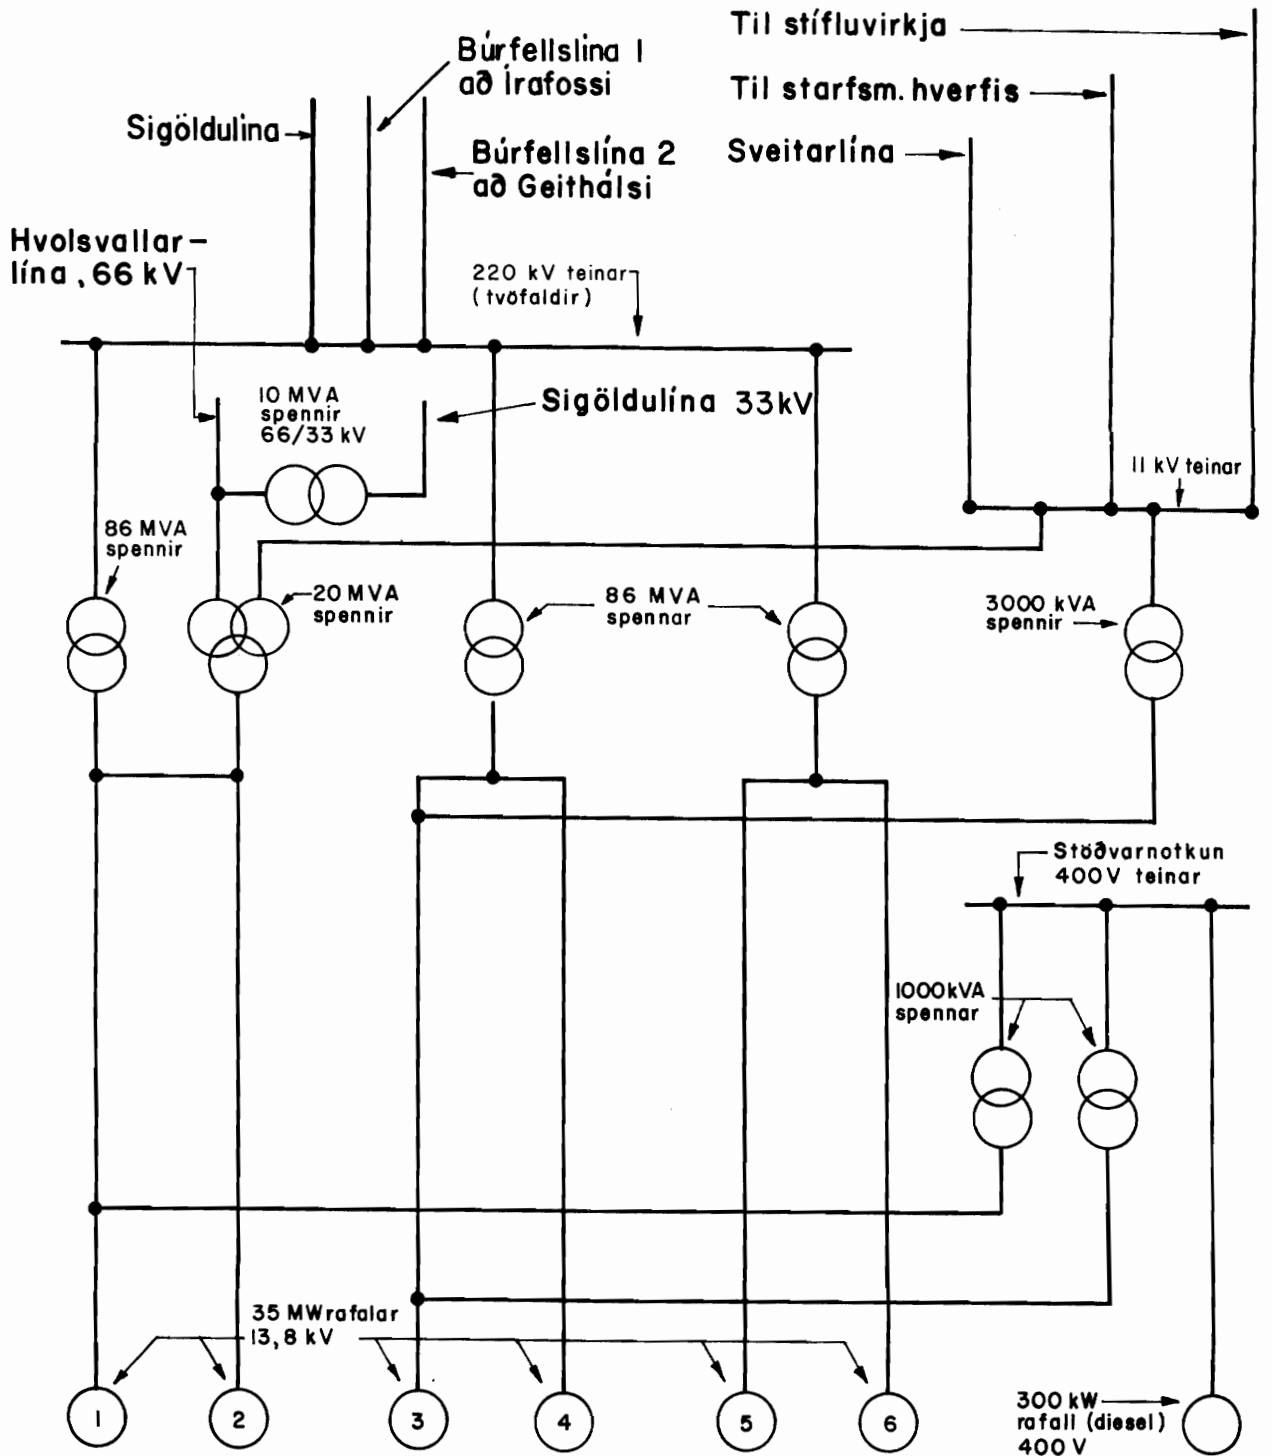 Til stífluvirkja
Búrfellslina 1
að Írafossi
Til starfsm. hverfis
Sigöldulina
Búrfellslína 2
að Geithálsi
Sveitarlína
Hvolsvallar-
lína, 66 kV
220 kV teinar
(tvöfaldir)
10 MVA
spennir
66/33 kV
Sigöldulína 33kV
11 kV teinar
86 MVA
spennir
20 MVA
spennir
86 MVA
spennar
3000 kVA
spennir
Stöðvarnotkun
400V teinar
1000kVA
spennar
35 MW rafalar
13,8 kV
1
2
3
4
5
6
300 kW
rafall (diesel)
400 V